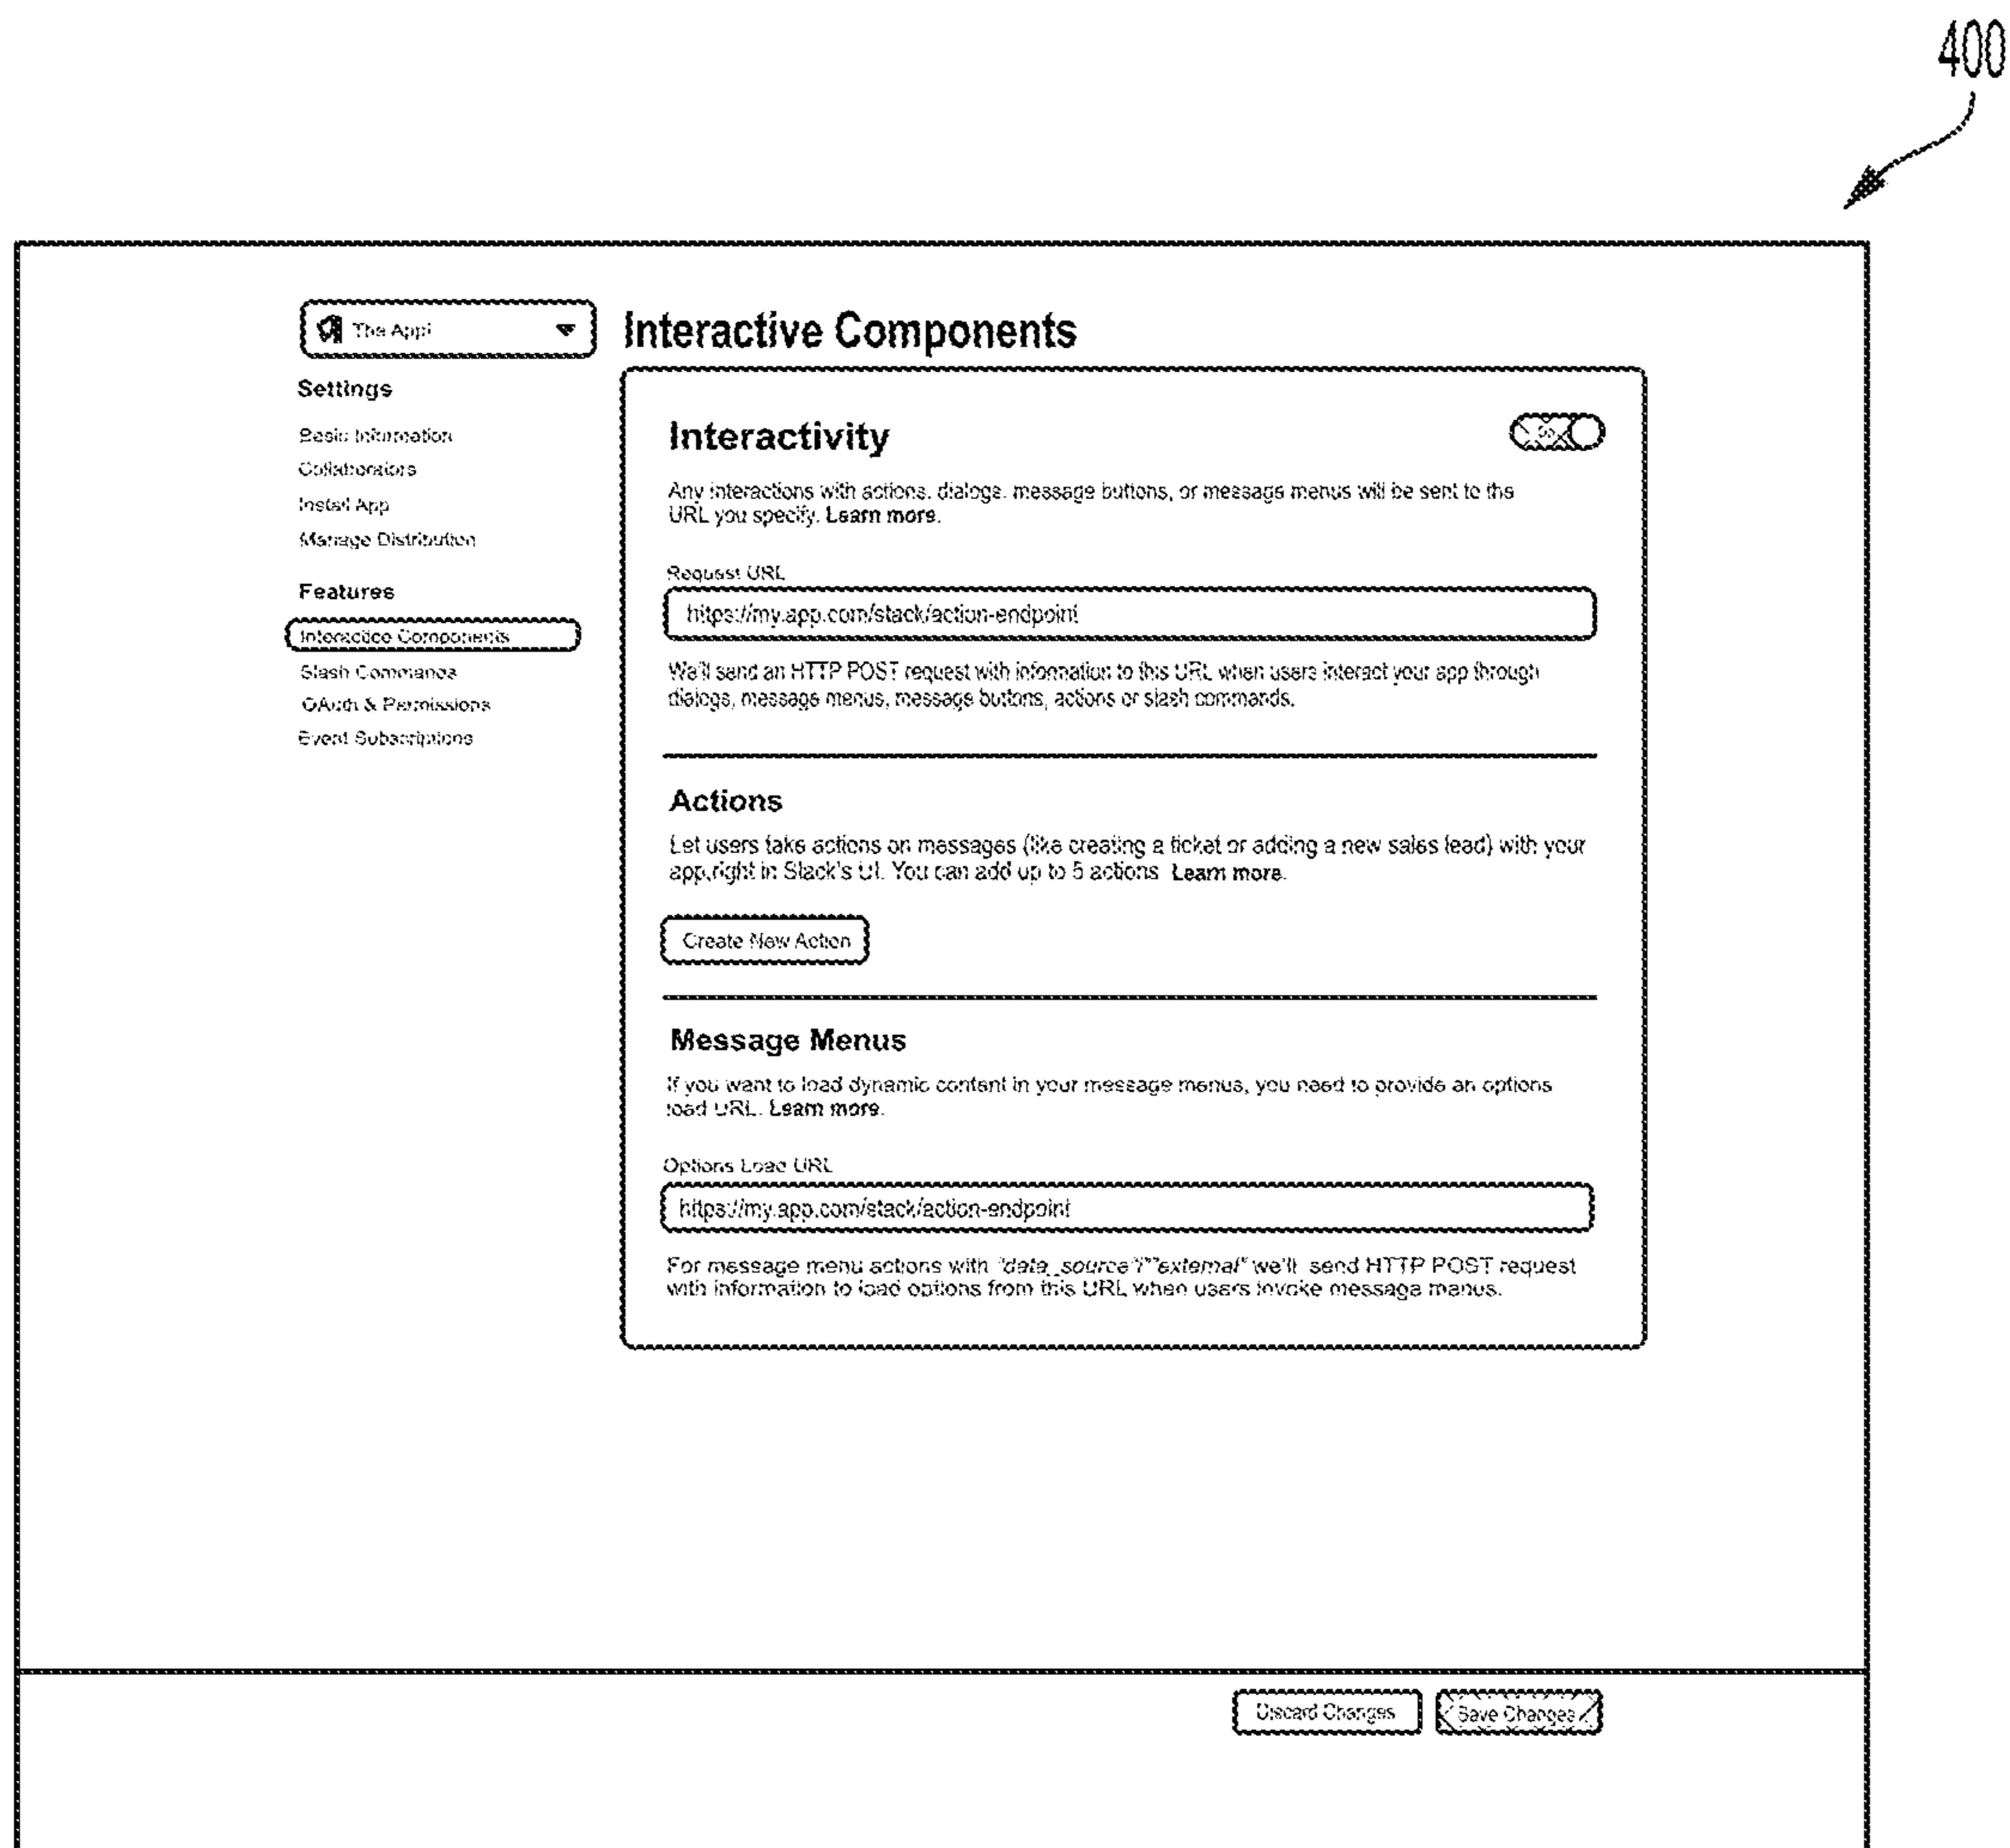 400
The App!
Interactive Components
Settings
Basic Information
Collaborators
Install App
Manage Distribution
Features
Interactice Components
Slash Commands
OAuth & Permissions
Event Subscriptions
Interactivity
On
Any interactions with actions, dialogs, message buttons, or message menus will be sent to the
URL you specify. Learn more.
Request URL
https://my.app.com/stack/action-endpoint
We'll send an HTTP POST request with information to this URL when users interact your app through
dialogs, message menus, message buttons, actions or slash commands.
Actions
Let users take actions on messages (like creating a ticket or adding a new sales lead) with your
app,right in Slack's UI. You can add up to 5 actions Learn more.
Create New Action
Message Menus
If you want to load dynamic content in your message menus, you need to provide an options
load URL. Learn more.
Options Load URL
https://my.app.com/stack/action-endpoint
For message menu actions with "data_source"/"external" we'll send HTTP POST request
with information to load options from this URL when users invoke message menus.
Discard Changes
Save Changes